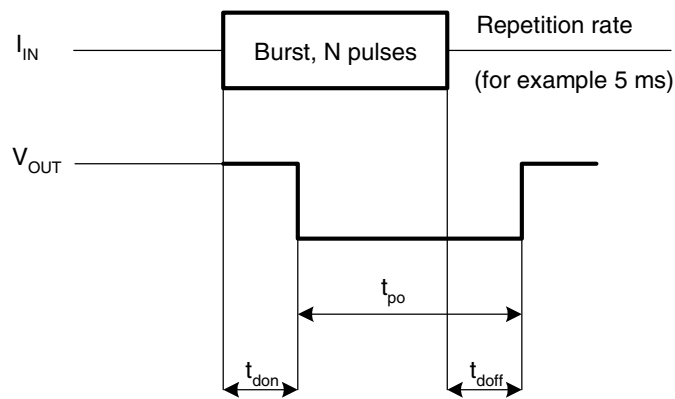 I_IN
Burst, N pulses
Repetition rate
(for example 5 ms)
V_OUT
t_po
t_don
t_doff